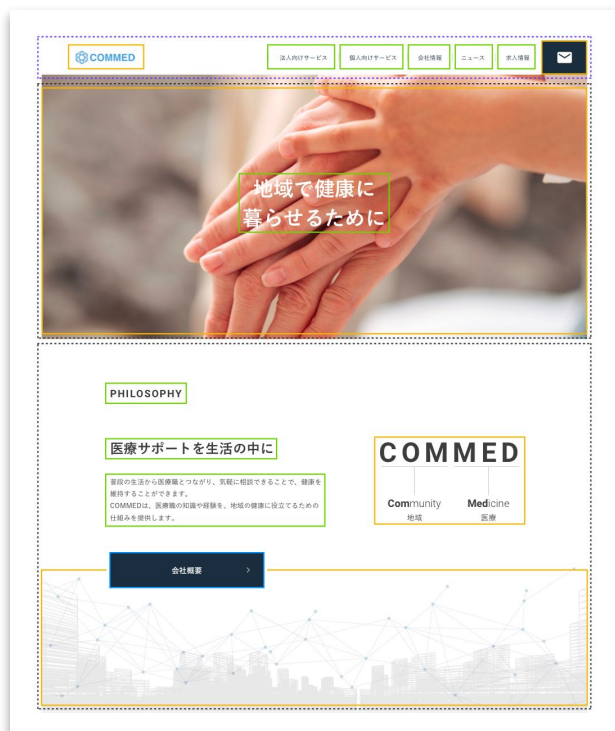 COMMED
法人向けサービス
個人向けサービス
会社情報
ニュース
求人情報
地域で健康に
暮らせるために
PHILOSOPHY
医療サポートを生活の中に
普段の生活から医療職とつながり、気軽に相談できることで、健康を
維持することができます。
COMMEDは、医療職の知識や経験を、地域の健康に役立てるための
仕組みを提供します。
COMMED
Community
Medicine
地域
医療
会社概要